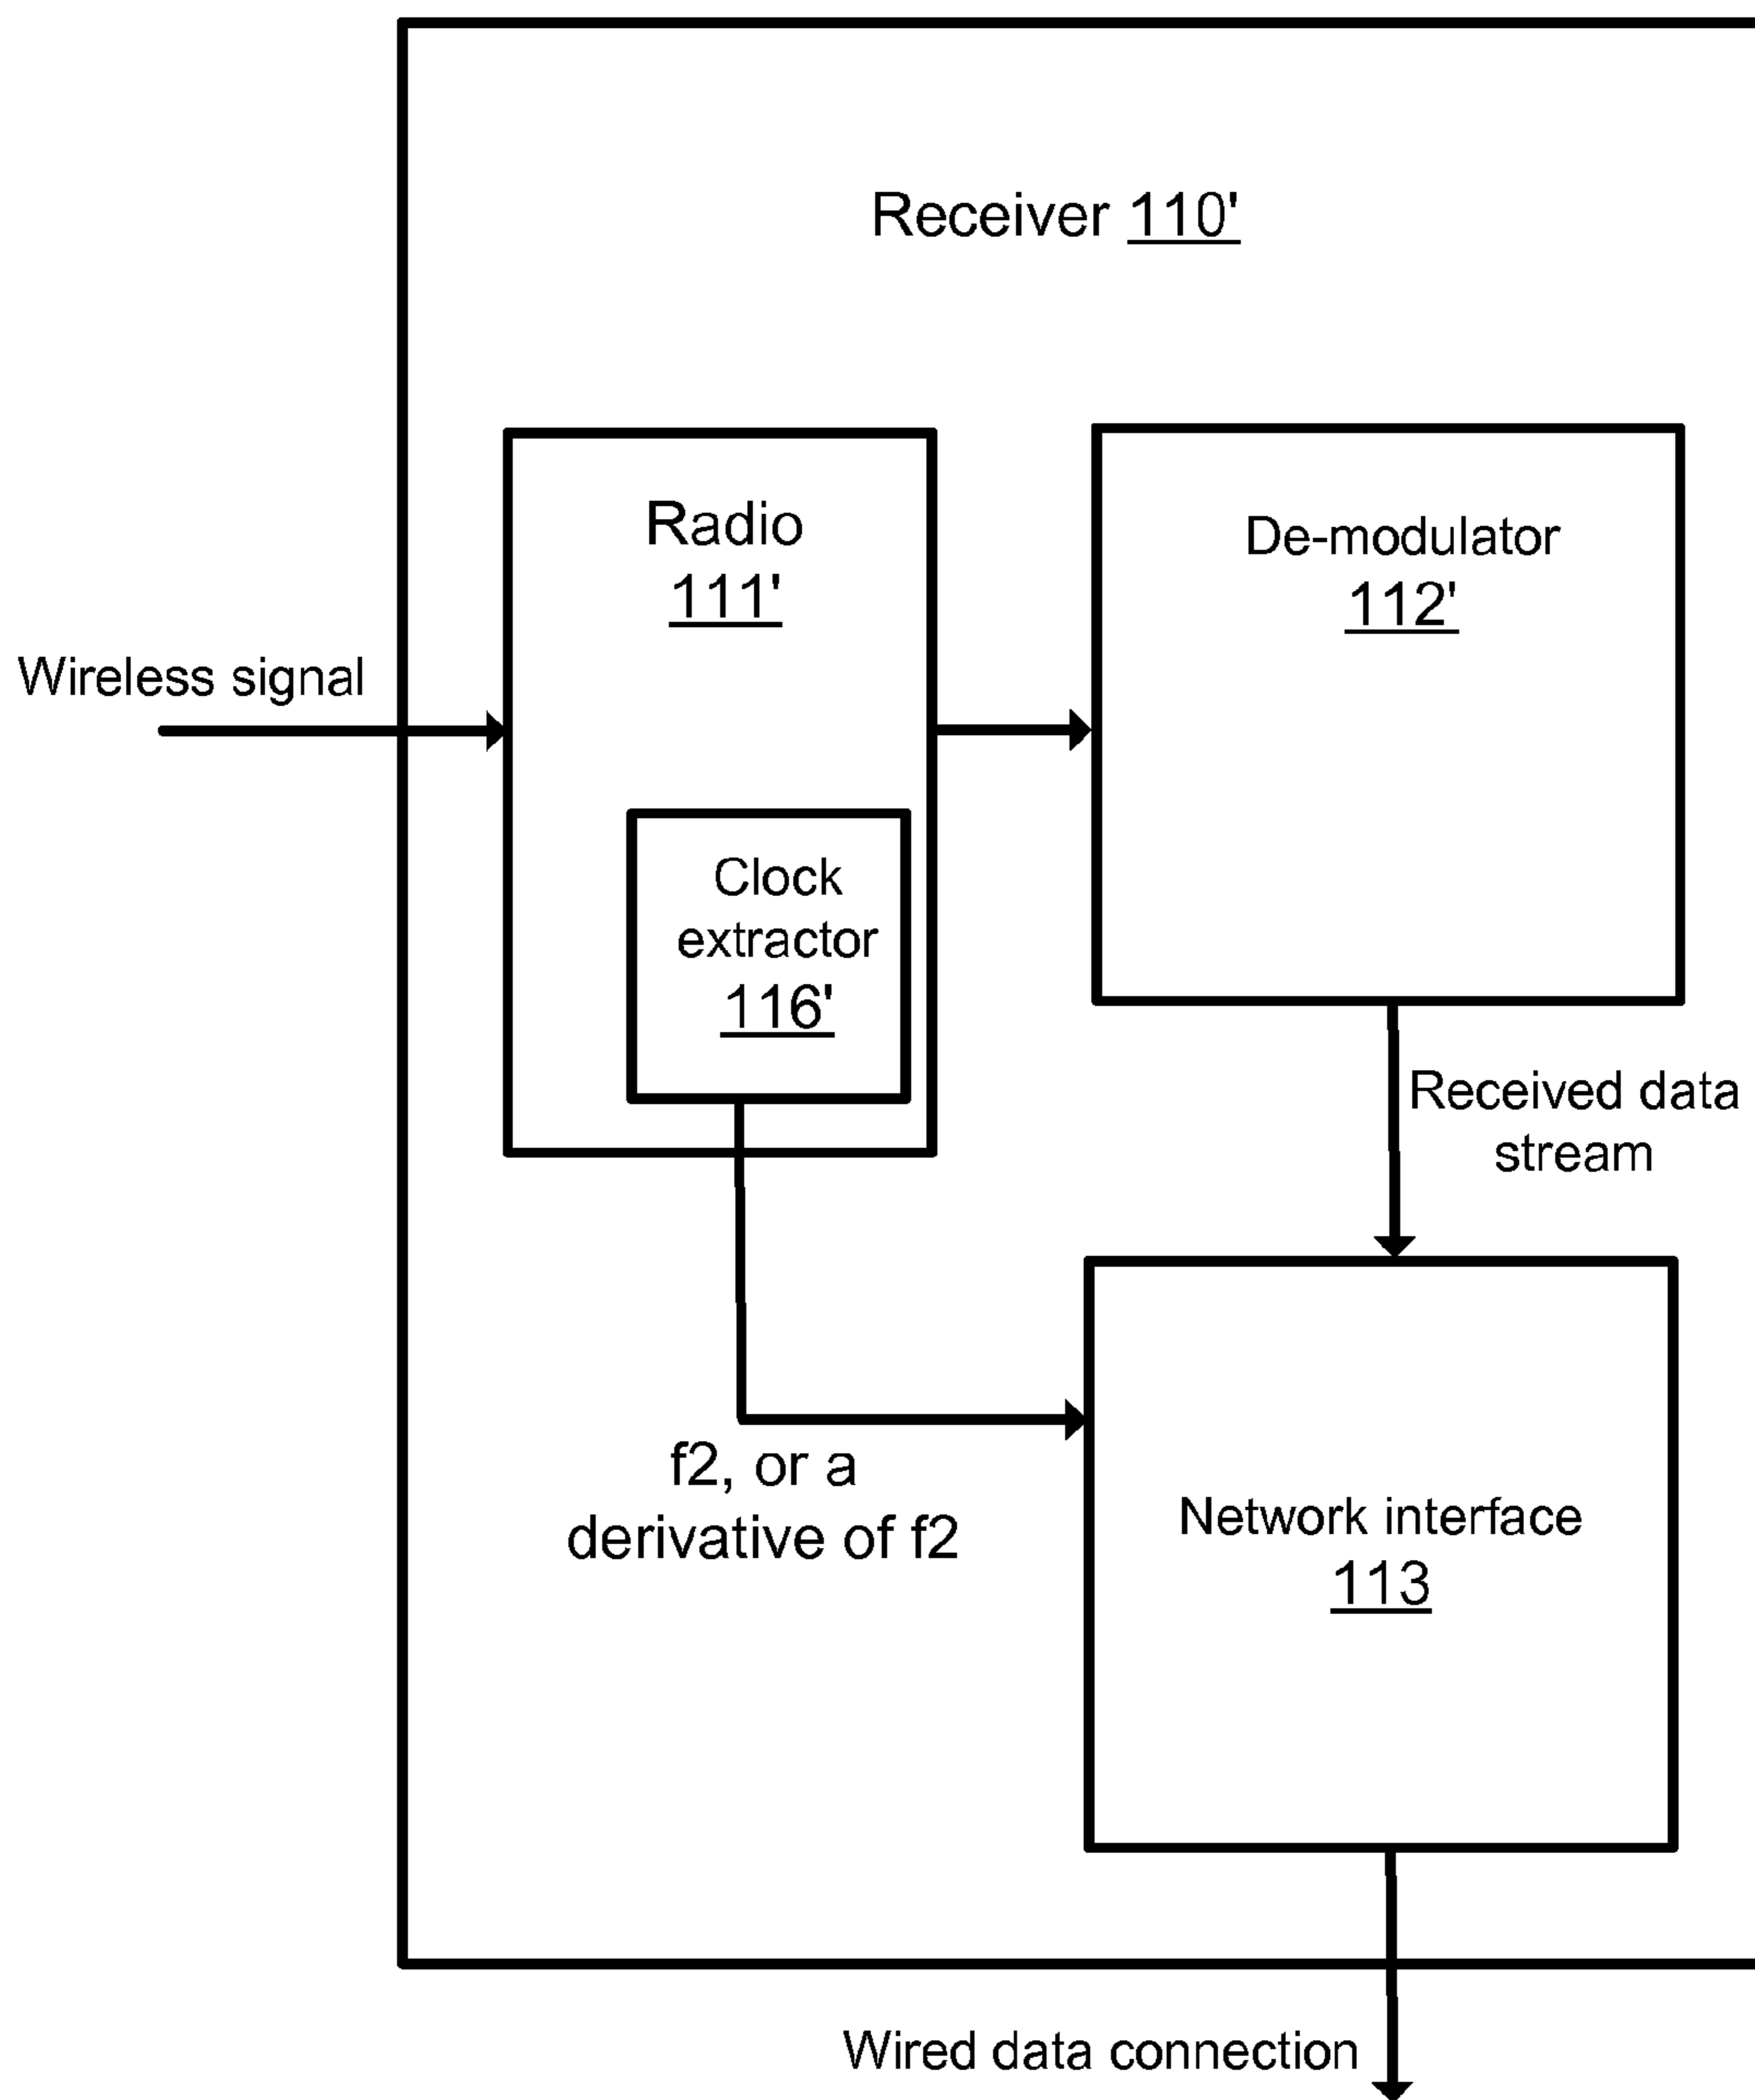 Receiver 110'
Radio
111'
De-modulator
112'
Wireless signal
Clock
extractor
116'
Received data
stream
f2, or a
derivative of f2
Network interface
113
Wired data connection